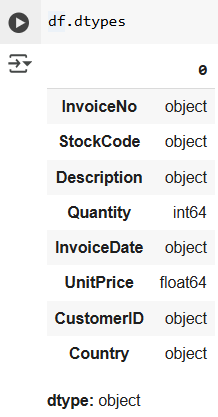 df.dtypes
0
InvoiceNo object
StockCode object
Description object
Quantity int64
InvoiceDate object
UnitPrice float64
CustomerID object
Country object
dtype: object